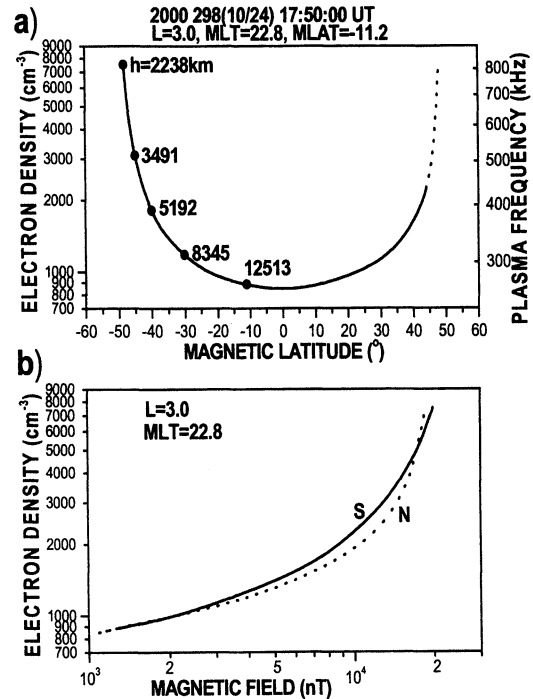 a)
2000 298(10/24) 17:50:00 UT
L=3.0, MLT=22.8, MLAT=-11.2
ELECTRON DENSITY (cm-3)
9000
8000
7000
6000
5000
4000
3000
2000
1000
900
800
700
h=2238km
3491
5192
8345
12513
800
700
600
500
400
300
PLASMA FREQUENCY (kHz)
-60 -50 -40 -30 -20 -10 0 10 20 30 40 50 60
MAGNETIC LATITUDE (°)
b)
ELECTRON DENSITY (cm-3)
9000
8000
7000
6000
5000
4000
3000
2000
1000
900
800
700
L=3.0
MLT=22.8
S
N
10³ 2 5 10⁴ 2
MAGNETIC FIELD (nT)